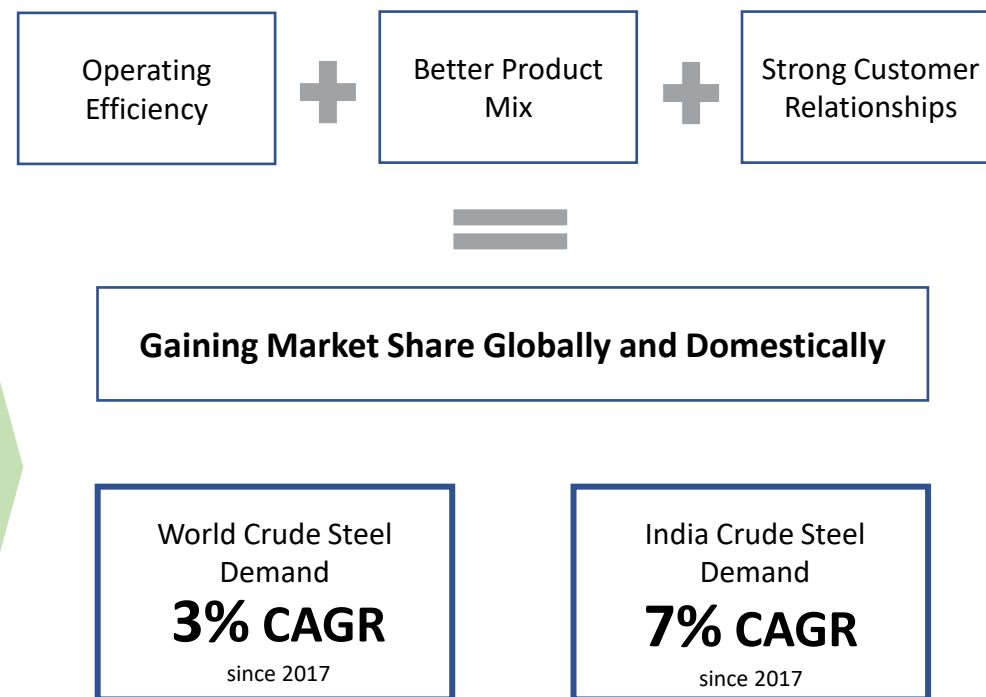 Operating
Efficiency
Better Product
Mix
Strong Customer
Relationships
Gaining Market Share Globally and Domestically
World Crude Steel
Demand
3% CAGR
since 2017
India Crude Steel
Demand
7% CAGR
since 2017